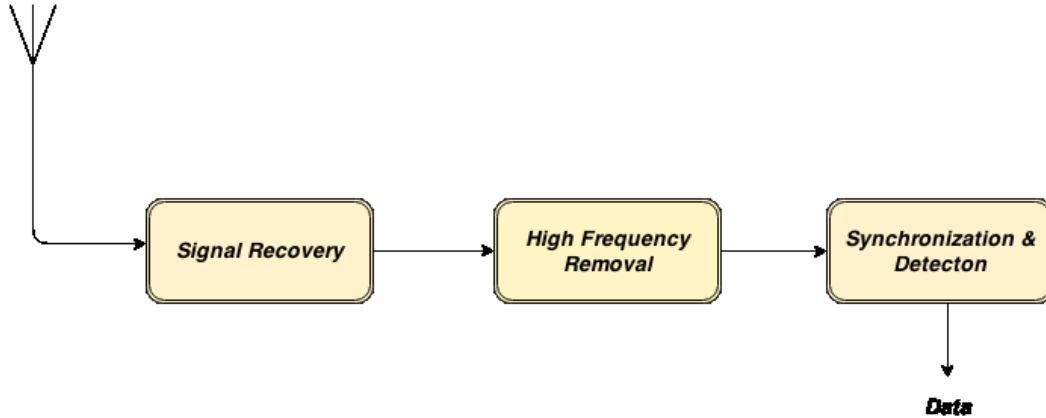 Signal Recovery
High Frequency
Removal
Synchronization &
Detecton
Data